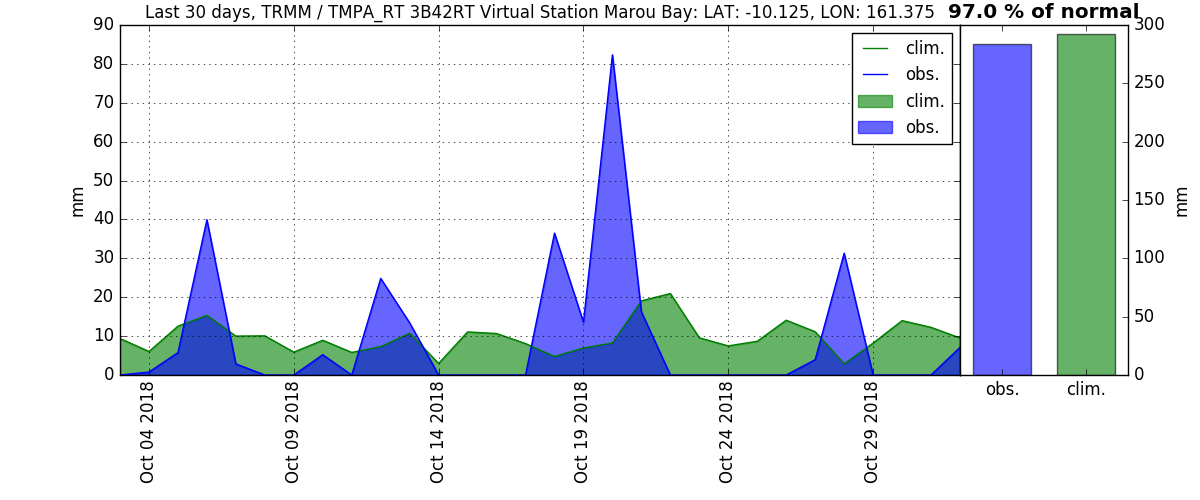 Last 30 days, TRMM / TMPA_RT 3B42RT Virtual Station Marou Bay: LAT: -10.125, LON: 161.375
97.0 % of normal
90
80
70
60
50
40
30
20
10
0
mm
clim.
obs.
clim.
obs.
Oct 04 2018
Oct 09 2018
Oct 14 2018
Oct 19 2018
Oct 24 2018
Oct 29 2018
300
250
200
150
100
50
0
mm
obs.
clim.